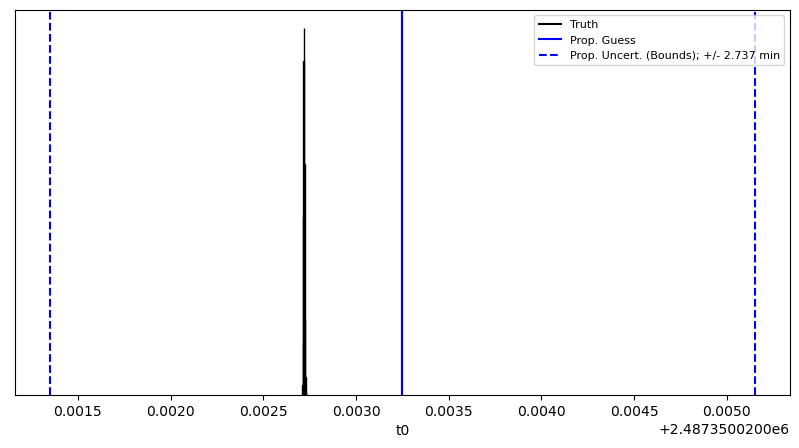 Truth
Prop. Guess
Prop. Uncert. (Bounds); +/- 2.737 min
0.0015 0.0020 0.0025 0.0030 0.0035 0.0040 0.0045 0.0050
t0
+2.4873500200e6